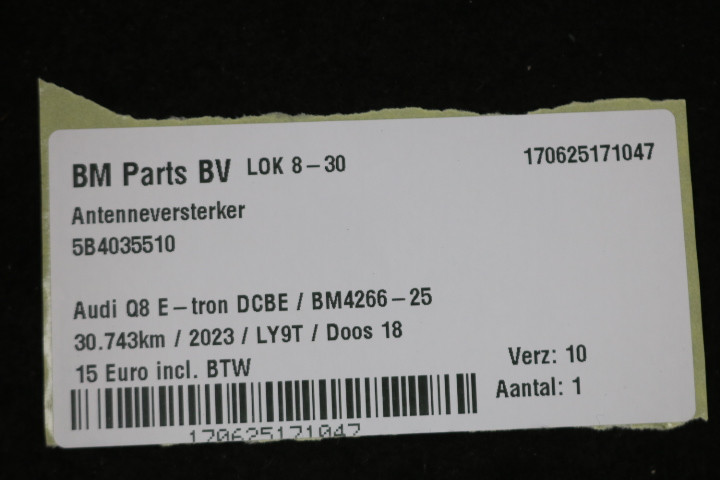 BM Parts BV LOK 8-30 170625171047
Antenneversterker
5B4035510
Audi Q8 E-tron DCBE / BM4266-25
30.743km / 2023 / LY9T / Doos 18
15 Euro incl. BTW
Verz: 10
Aantal: 1
170625171047